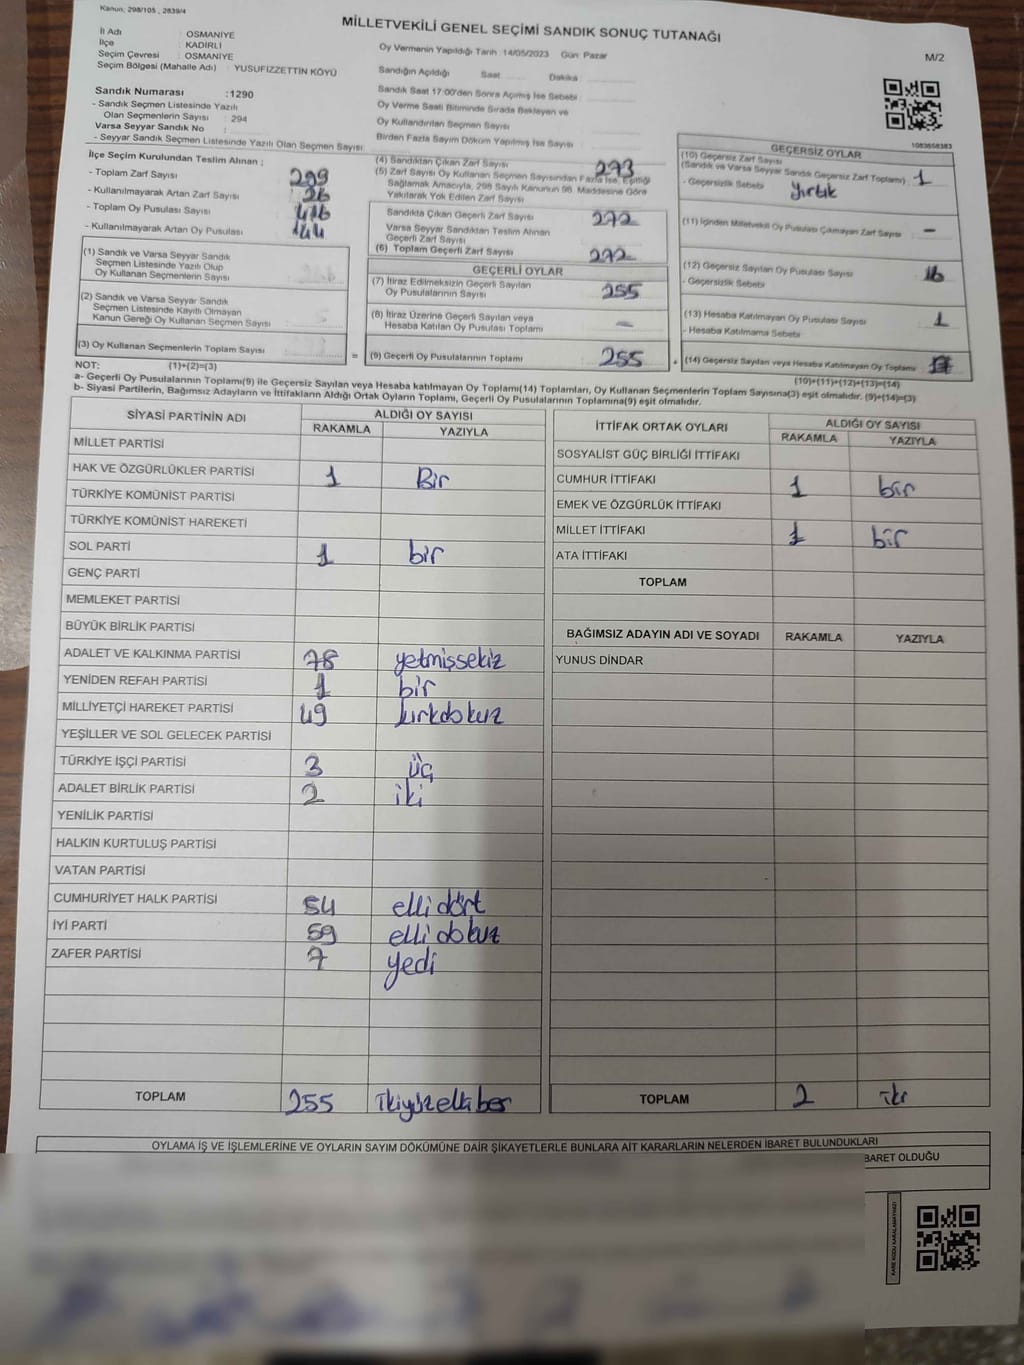 Kanun: 298/105 , 2839/4
MİLLETVEKİLİ GENEL SEÇİMİ SANDIK SONUÇ TUTANAĞI
M/2
İl Adı : OSMANİYE
İlçe : KADİRLİ
Seçim Çevresi : OSMANİYE
Seçim Bölgesi (Mahalle Adı) : YUSUFİZZETTİN KÖYÜ
Oy Vermenin Yapıldığı Tarih :14/05/2023 Gün Pazar
Sandığın Açıldığı Saat: Dakika :
Sandık Saat 17:00'den Sonra Açılmış İse Sebebi :
Oy Verme Saati Bitiminde Sırada Bekleyen ve
Oy Kullandırılan Seçmen Sayısı :
Birden Fazla Sayım Döküm Yapılmış İse Sayısı :
Sandık Numarası :1290
- Sandık Seçmen Listesinde Yazılı
Olan Seçmenlerin Sayısı : 294
Varsa Seyyar Sandık No :
- Seyyar Sandık Seçmen Listesinde Yazılı Olan Seçmen Sayısı:
1083658383
İlçe Seçim Kurulundan Teslim Alınan ;
- Toplam Zarf Sayısı : 299
- Kullanılmayarak Artan Zarf Sayısı : 26
- Toplam Oy Pusulası Sayısı : 416
- Kullanılmayarak Artan Oy Pusulası : 144
(1) Sandık ve Varsa Seyyar Sandık
Seçmen Listesinde Yazılı Olup
Oy Kullanan Seçmenlerin Sayısı :
(2) Sandık ve Varsa Seyyar Sandık
Seçmen Listesinde Kayıtlı Olmayan
Kanun Gereği Oy Kullanan Seçmen Sayısı :
(3) Oy Kullanan Seçmenlerin Toplam Sayısı :
(4) Sandıktan Çıkan Zarf Sayısı : 273
(5) Zarf Sayısı Oy Kullanan Seçmen Sayısından Fazla İse, Eşitliği
Sağlamak Amacıyla, 298 Sayılı Kanunun 98. Maddesine Göre
Yakılarak Yok Edilen Zarf Sayısı :
Sandıkta Çıkan Geçerli Zarf Sayısı : 272
Varsa Seyyar Sandıktan Teslim Alınan
Geçerli Zarf Sayısı :
(6) Toplam Geçerli Zarf Sayısı : 272
GEÇERLİ OYLAR
(7) İtiraz Edilmeksizin Geçerli Sayılan
Oy Pusulalarının Sayısı : 255
(8) İtiraz Üzerine Geçerli Sayılan veya
Hesaba Katılan Oy Pusulası Toplamı : -
= (9) Geçerli Oy Pusulalarının Toplamı : 255
GEÇERSİZ OYLAR
(10) Geçersiz Zarf Sayısı
(Sandık ve Varsa Seyyar Sandık Geçersiz Zarf Toplamı) : 1
- Geçersizlik Sebebi : Yırtık
(11) İçinden Milletvekili Oy Pusulası Çıkmayan Zarf Sayısı : -
(12) Geçersiz Sayılan Oy Pusulası Sayısı : 16
- Geçersizlik Sebebi
(13) Hesaba Katılmayan Oy Pusulası Sayısı : 1
- Hesaba Katılmama Sebebi
+ (14) Geçersiz Sayılan veya Hesaba Katılmayan Oy Toplamı :
NOT: (1)+(2)=(3) (10)+(11)+(12)+(13)=(14)
a- Geçerli Oy Pusulalarının Toplamı(9) ile Geçersiz Sayılan veya Hesaba katılmayan Oy Toplamı(14) Toplamları, Oy Kullanan Seçmenlerin Toplam Sayısına(3) eşit olmalıdır. (9)+(14)=(3)
b- Siyasi Partilerin, Bağımsız Adayların ve İttifakların Aldığı Ortak Oyların Toplamı, Geçerli Oy Pusulalarının Toplamına(9) eşit olmalıdır.
SİYASİ PARTİNİN ADI ALDIĞI OY SAYISI
RAKAMLA YAZIYLA
MİLLET PARTİSİ
HAK VE ÖZGÜRLÜKLER PARTİSİ 1 Bir
TÜRKİYE KOMÜNİST PARTİSİ
TÜRKİYE KOMÜNİST HAREKETİ
SOL PARTİ 1 bir
GENÇ PARTİ
MEMLEKET PARTİSİ
BÜYÜK BİRLİK PARTİSİ
ADALET VE KALKINMA PARTİSİ 78 yetmişsekiz
YENİDEN REFAH PARTİSİ 1 bir
MİLLİYETÇİ HAREKET PARTİSİ 49 kırkdokuz
YEŞİLLER VE SOL GELECEK PARTİSİ
TÜRKİYE İŞÇİ PARTİSİ 3 üç
ADALET BİRLİK PARTİSİ 2 iki
YENİLİK PARTİSİ
HALKIN KURTULUŞ PARTİSİ
VATAN PARTİSİ
CUMHURİYET HALK PARTİSİ 54 elli dört
İYİ PARTİ 59 elli dokuz
ZAFER PARTİSİ 7 yedi
TOPLAM 255 ikiyüzellibeş
İTTİFAK ORTAK OYLARI ALDIĞI OY SAYISI
RAKAMLA YAZIYLA
SOSYALİST GÜÇ BİRLİĞİ İTTİFAKI
CUMHUR İTTİFAKI 1 bir
EMEK VE ÖZGÜRLÜK İTTİFAKI
MİLLET İTTİFAKI 1 bir
ATA İTTİFAKI
TOPLAM
BAĞIMSIZ ADAYIN ADI VE SOYADI RAKAMLA YAZIYLA
YUNUS DİNDAR
TOPLAM 2 iki
OYLAMA İŞ VE İŞLEMLERİNE VE OYLARIN SAYIM DÖKÜMÜNE DAİR ŞİKAYETLERLE BUNLARA AİT KARARLARIN NELERDEN İBARET BULUNDUKLARI
BARET OLDUĞU
KARE KODU KARALAMAYINIZ!